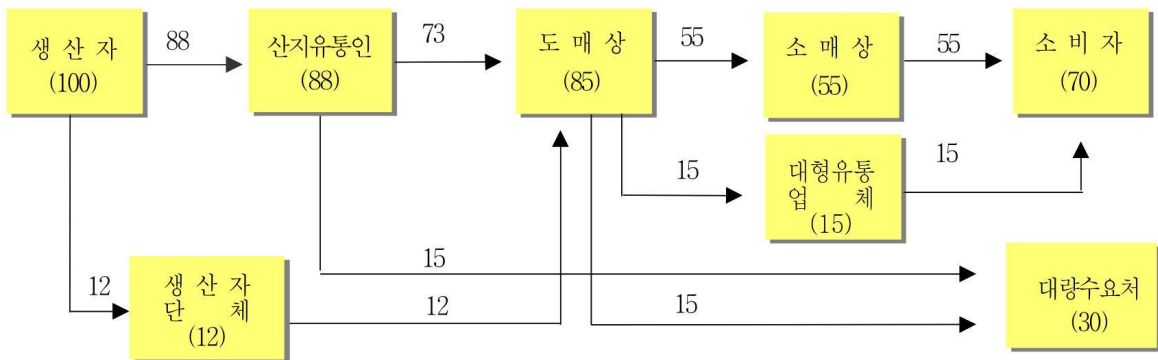 생 산 자
(100)
88
산지유통인
(88)
73
도 매 상
(85)
55
소 매 상
(55)
55
소 비 자
(70)
15
대형유통
업 체
(15)
15
12
생 산 자
단 체
(12)
15
12
15
대량수요처
(30)